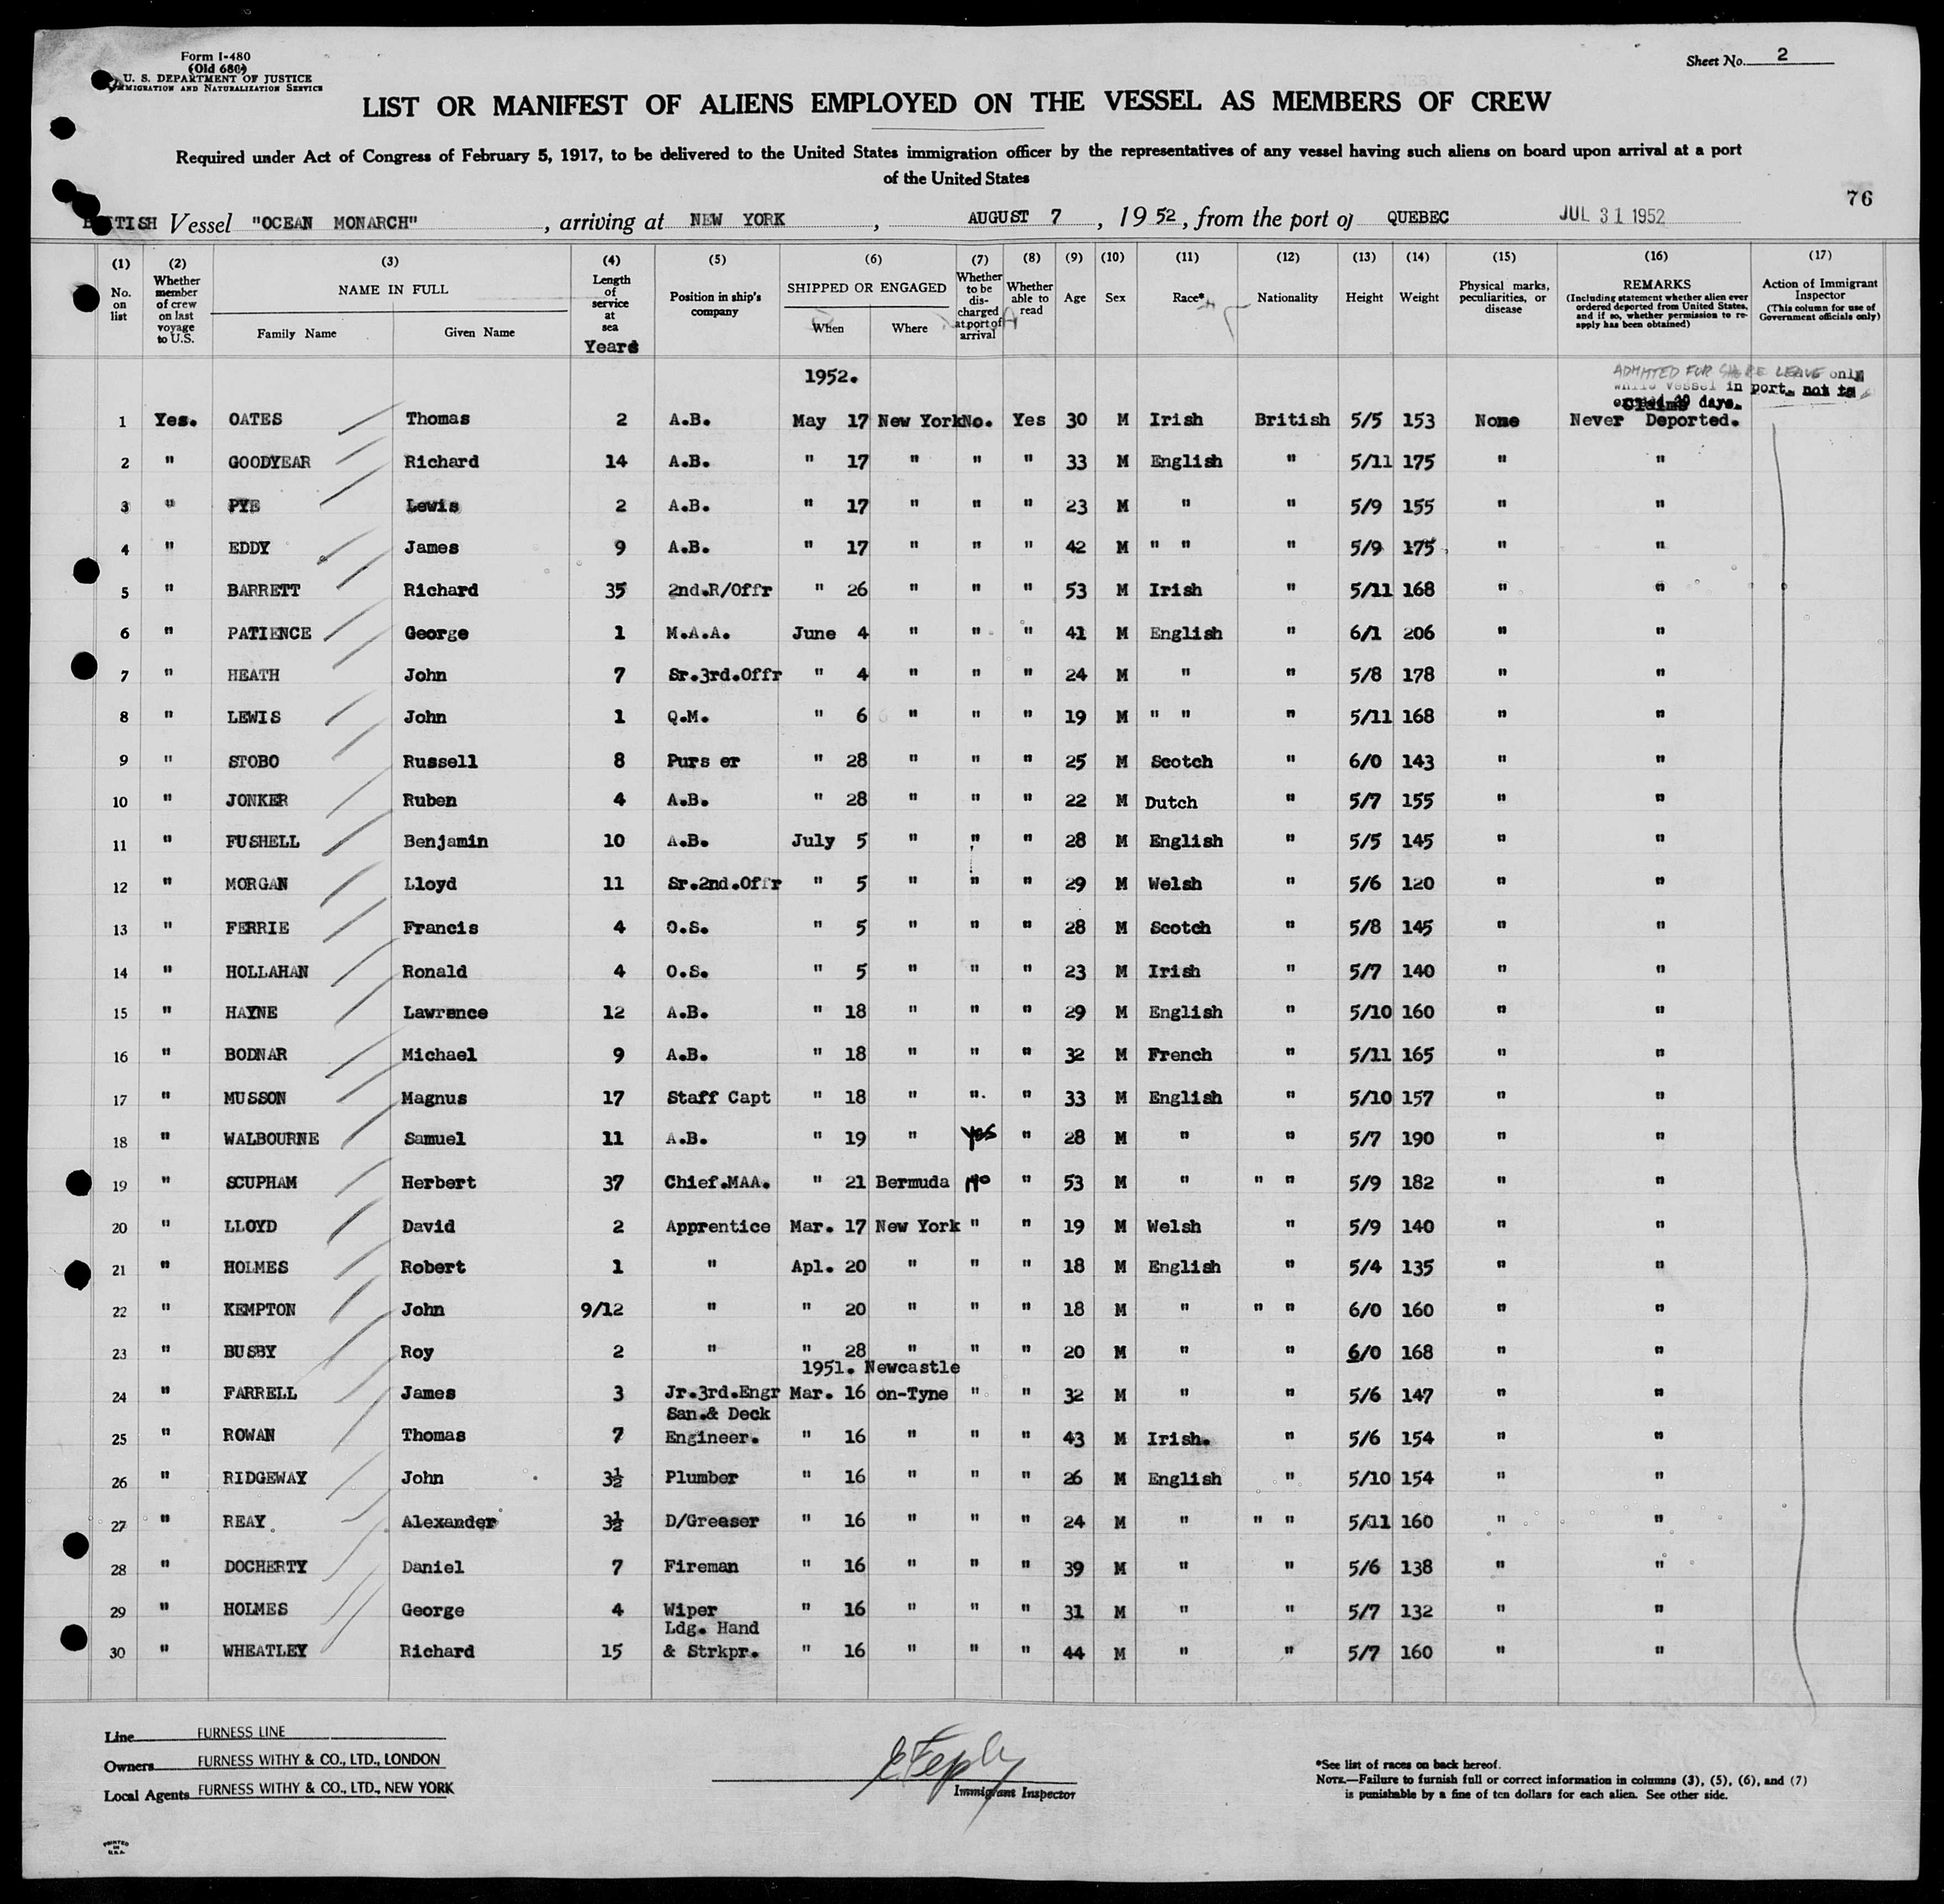 Form I-480
(Old 680)
U. S. DEPARTMENT OF JUSTICE
IMMIGRATION AND NATURALIZATION SERVICE
Sheet No. 2
LIST OR MANIFEST OF ALIENS EMPLOYED ON THE VESSEL AS MEMBERS OF CREW
Required under Act of Congress of February 5, 1917, to be delivered to the United States immigration officer by the representatives of any vessel having such aliens on board upon arrival at a port
of the United States
76
Vessel "OCEAN MONARCH", arriving at NEW YORK, AUGUST 7, 1952, from the port of QUEBEC JUL 31 1952
(1) No. on list
(2) Whether member of crew on last voyage to U.S.
(3) NAME IN FULL Family Name Given Name
(4) Length of service at sea Years
(5) Position in ship's company
(6) SHIPPED OR ENGAGED When Where
(7) Whether to be discharged at port of arrival
(8) Whether able to read
(9) Age
(10) Sex
(11) Race*
(12) Nationality
(13) Height
(14) Weight
(15) Physical marks, peculiarities, or disease
(16) REMARKS (Including statement whether alien ever ordered deported from United States, and if so, whether permission to re-apply has been obtained)
(17) Action of Immigrant Inspector (This column for use of Government officials only)
1952.
ADMITTED FOR SHORE LEAVE only
while vessel in port. not to
exceed 29 days.
1 Yes. OATES Thomas 2 A.B. May 17 New York No. Yes 30 M Irish British 5/5 153 None Never Deported.
2 " GOODYEAR Richard 14 A.B. " 17 " " " 33 M English " 5/11 175 " "
3 " PYE Lewis 2 A.B. " 17 " " " 23 M " " 5/9 155 " "
4 " EDDY James 9 A.B. " 17 " " " 42 M " " " 5/9 175 " "
5 " BARRETT Richard 35 2nd.R/Offr " 26 " " " 53 M Irish " 5/11 168 " "
6 " PATIENCE George 1 M.A.A. June 4 " " " 41 M English " 6/1 206 " "
7 " HEATH John 7 Sr.3rd.Offr " 4 " " " 24 M " " 5/8 178 " "
8 " LEWIS John 1 Q.M. " 6 " " " 19 M " " " 5/11 168 " "
9 " STOBO Russell 8 Purs er " 28 " " " 25 M Scotch " 6/0 143 " "
10 " JONKER Ruben 4 A.B. " 28 " " " 22 M Dutch " 5/7 155 " "
11 " FUSHELL Benjamin 10 A.B. July 5 " " " 28 M English " 5/5 145 " "
12 " MORGAN Lloyd 11 Sr.2nd.Offr " 5 " " " 29 M Welsh " 5/6 120 " "
13 " FERRIE Francis 4 O.S. " 5 " " " 28 M Scotch " 5/8 145 " "
14 " HOLLAHAN Ronald 4 O.S. " 5 " " " 23 M Irish " 5/7 140 " "
15 " HAYNE Lawrence 12 A.B. " 18 " " " 29 M English " 5/10 160 " "
16 " BODNAR Michael 9 A.B. " 18 " " " 32 M French " 5/11 165 " "
17 " MUSSON Magnus 17 Staff Capt " 18 " " " 33 M English " 5/10 157 " "
18 " WALBOURNE Samuel 11 A.B. " 19 " Yes " 28 M " " 5/7 190 " "
19 " SCUPHAM Herbert 37 Chief.MAA. " 21 Bermuda No " 53 M " " " 5/9 182 " "
20 " LLOYD David 2 Apprentice Mar. 17 New York " " 19 M Welsh " 5/9 140 " "
21 " HOLMES Robert 1 " Apl. 20 " " " 18 M English " 5/4 135 " "
22 " KEMPTON John 9/12 " " 20 " " " 18 M " " " 6/0 160 " "
23 " BUSBY Roy 2 " " 28 " " " 20 M " " 6/0 168 " "
1951. Newcastle
24 " FARRELL James 3 Jr.3rd.Engr Mar. 16 on-Tyne " " 32 M " " 5/6 147 " "
San.& Deck
25 " ROWAN Thomas 7 Engineer. " 16 " " " 43 M Irish. " 5/6 154 " "
26 " RIDGEWAY John 3½ Plumber " 16 " " " 26 M English " 5/10 154 " "
27 " REAY Alexander 3½ D/Greaser " 16 " " " 24 M " " " 5/11 160 " "
28 " DOCHERTY Daniel 7 Fireman " 16 " " " 39 M " " 5/6 138 " "
29 " HOLMES George 4 Wiper " 16 " " " 31 M " " 5/7 132 " "
Ldg. Hand
30 " WHEATLEY Richard 15 & Strkpr. " 16 " " " 44 M " " 5/7 160 " "
Line FURNESS LINE
Owners FURNESS WITHY & CO., LTD., LONDON
Local Agents FURNESS WITHY & CO., LTD., NEW YORK
Immigrant Inspector
*See list of races on back hereof.
NOTE.—Failure to furnish full or correct information in columns (3), (5), (6), and (7)
is punishable by a fine of ten dollars for each alien. See other side.
PRINTED
IN
U.S.A.